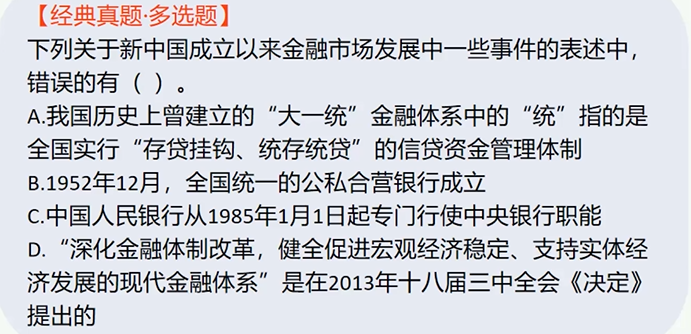 【经典真题·多选题】
下列关于新中国成立以来金融市场发展中一些事件的表述中，
错误的有（ ）。
A.我国历史上曾建立的“大一统”金融体系中的“统”指的是
全国实行“存贷挂钩、统存统贷”的信贷资金管理体制
B.1952年12月，全国统一的公私合营银行成立
C.中国人民银行从1985年1月1日起专门行使中央银行职能
D.“深化金融体制改革，健全促进宏观经济稳定、支持实体经
济发展的现代金融体系”是在2013年十八届三中全会《决定》
提出的